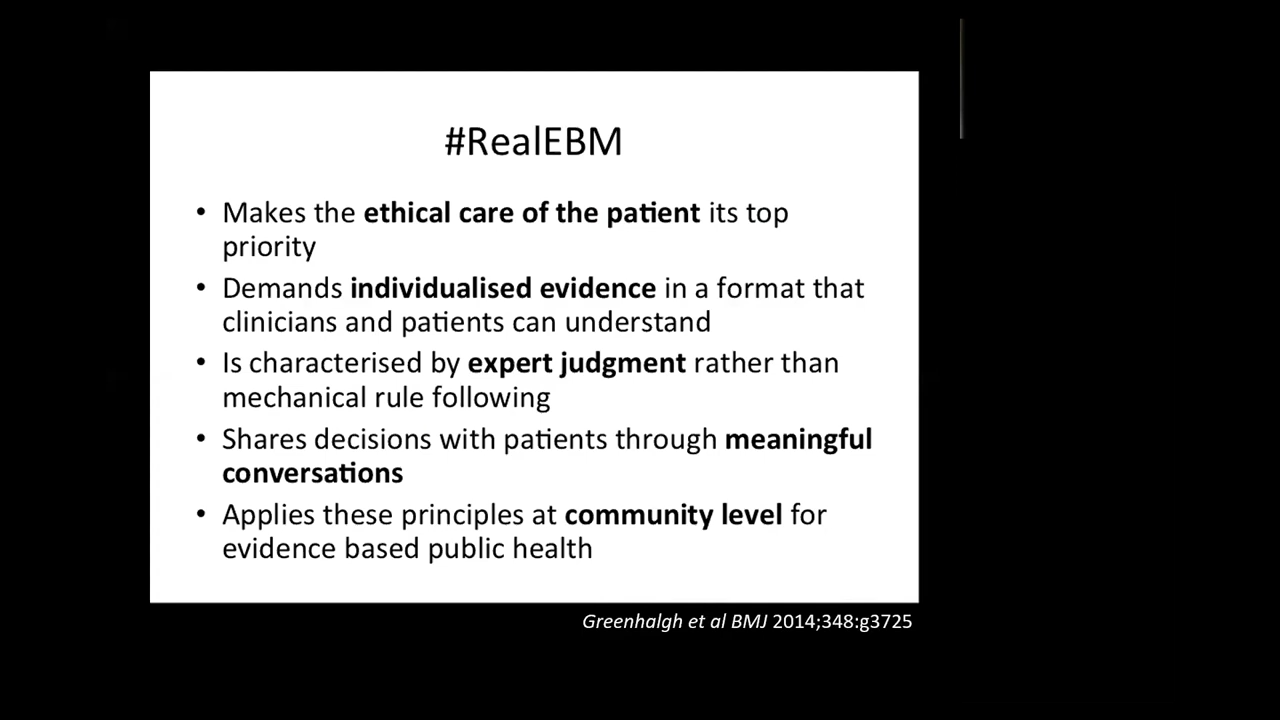 #RealEBM
• Makes the ethical care of the patient its top
priority
• Demands individualised evidence in a format that
clinicians and patients can understand
• Is characterised by expert judgment rather than
mechanical rule following
• Shares decisions with patients through meaningful
conversations
• Applies these principles at community level for
evidence based public health
Greenhalgh et al BMJ 2014;348:g3725